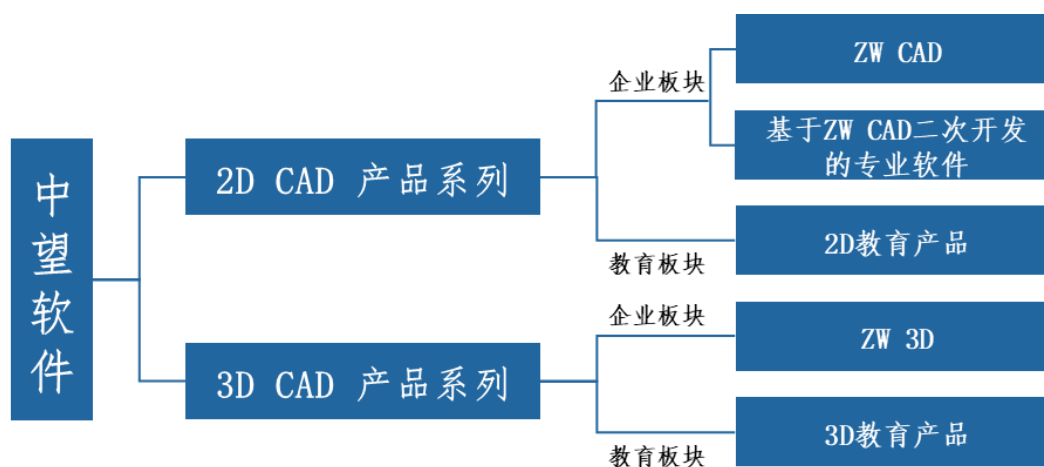 中望软件
2D CAD 产品系列
企业板块
ZW CAD
基于ZW CAD二次开发
的专业软件
教育板块
2D教育产品
3D CAD 产品系列
企业板块
ZW 3D
教育板块
3D教育产品